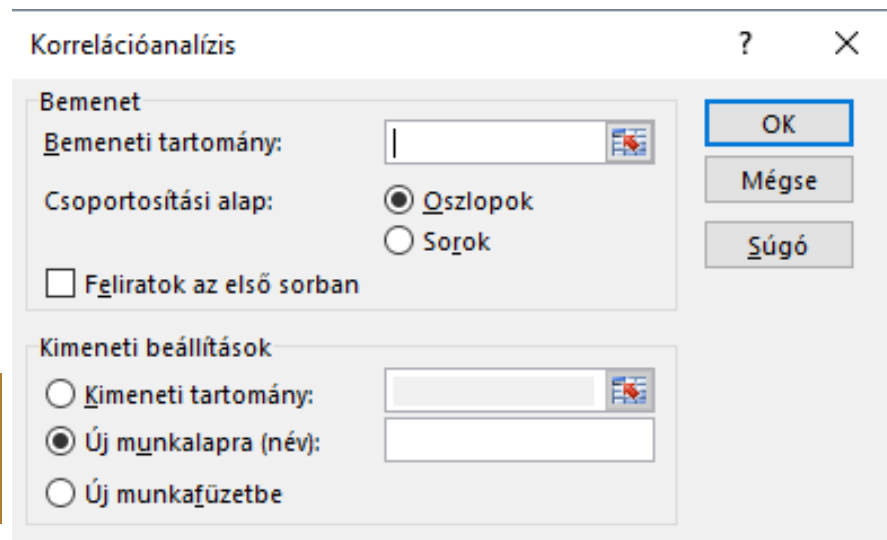 Korrelációanalízis
Bemenet
Bemeneti tartomány:
Csoportosítási alap:
Oszlopok
Sorok
Feliratok az első sorban
Kimeneti beállítások
Kimeneti tartomány:
Új munkalapra (név):
Új munkafüzetbe
?
OK
Mégse
Súgó